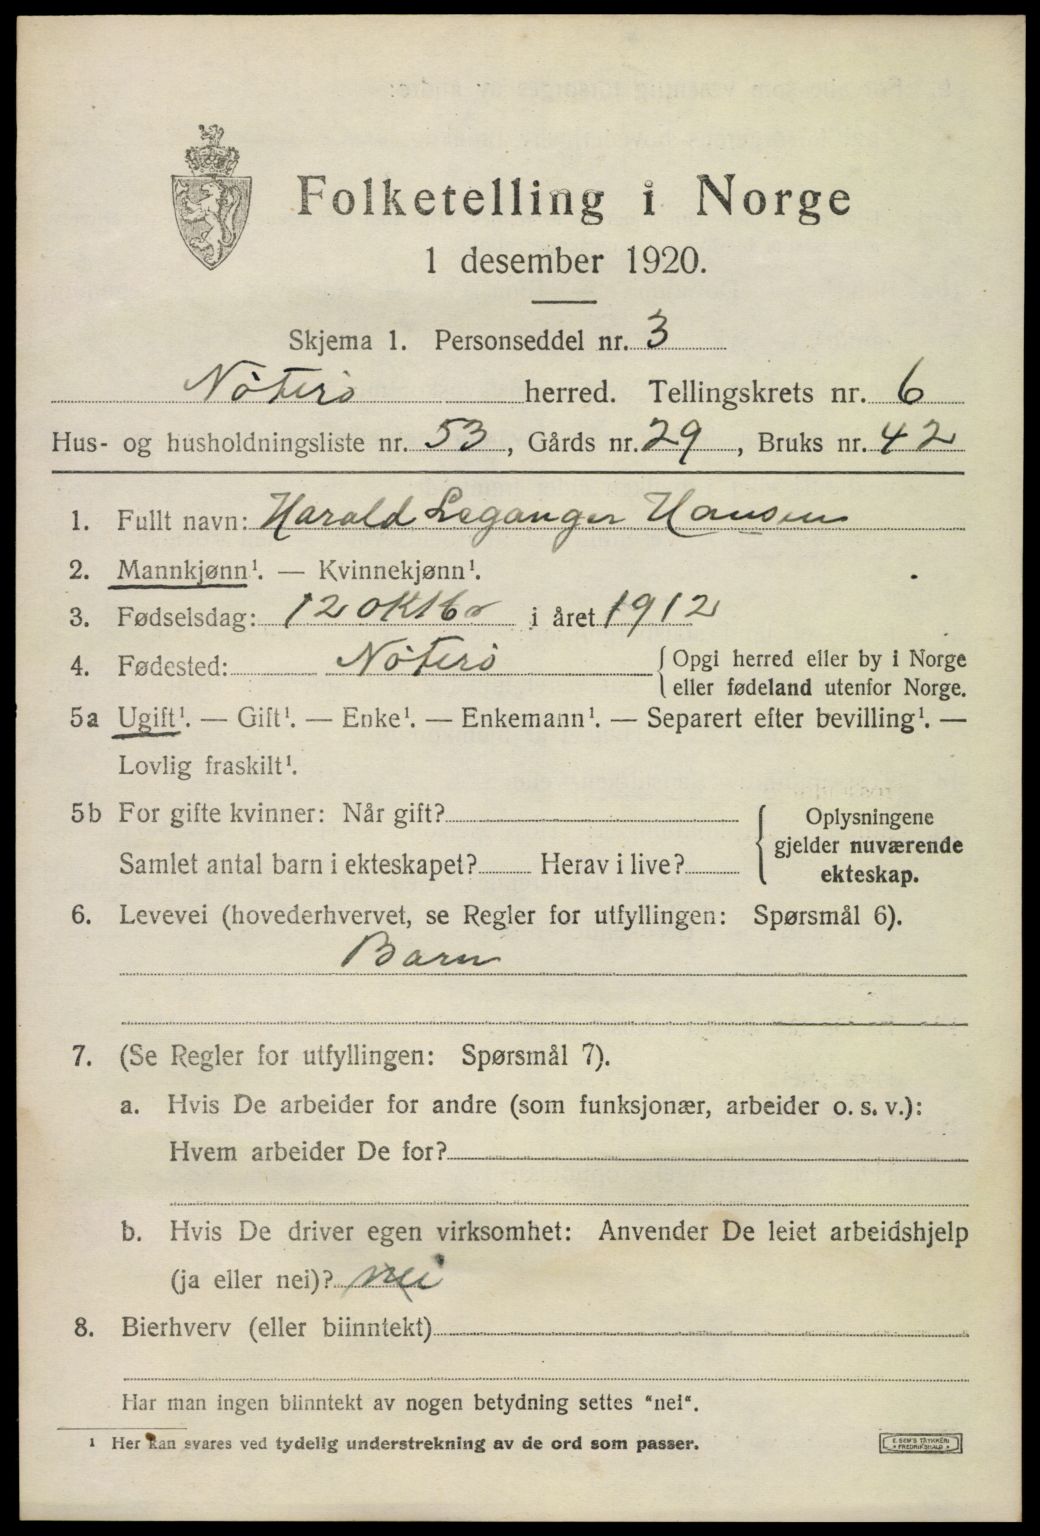 Folketelling i Norge
1 desember 1920.
Skjema 1. Personseddel nr. 3
Nøterø herred. Tellingskrets nr. 6
Hus- og husholdningsliste nr. 53, Gårds nr. 29, Bruks nr. 42
1. Fullt navn: Harald Leganger Hansen
2. Mannkjønn¹. — Kvinnekjønn¹.
3. Fødselsdag: 12 oktbr i året 1912
4. Fødested: Nøterø { Opgi herred eller by i Norge
eller fødeland utenfor Norge.
5a Ugift¹. — Gift¹. — Enke¹. — Enkemann¹. — Separert efter bevilling¹. —
Lovlig fraskilt¹.
5b For gifte kvinner: Når gift?
Samlet antal barn i ekteskapet? Herav i live?
{ Oplysningene
gjelder nuværende
ekteskap.
6. Levevei (hovederhvervet, se Regler for utfyllingen: Spørsmål 6).
Barn
7. (Se Regler for utfyllingen: Spørsmål 7).
a. Hvis De arbeider for andre (som funksjonær, arbeider o. s. v.):
Hvem arbeider De for?
b. Hvis De driver egen virksomhet: Anvender De leiet arbeidshjelp
(ja eller nei)? nei
8. Bierhverv (eller biinntekt)
Har man ingen biinntekt av nogen betydning settes "nei".
¹ Her kan svares ved tydelig understrekning av de ord som passer.
E. SEM'S TRYKKERI
FREDRIKSHALD